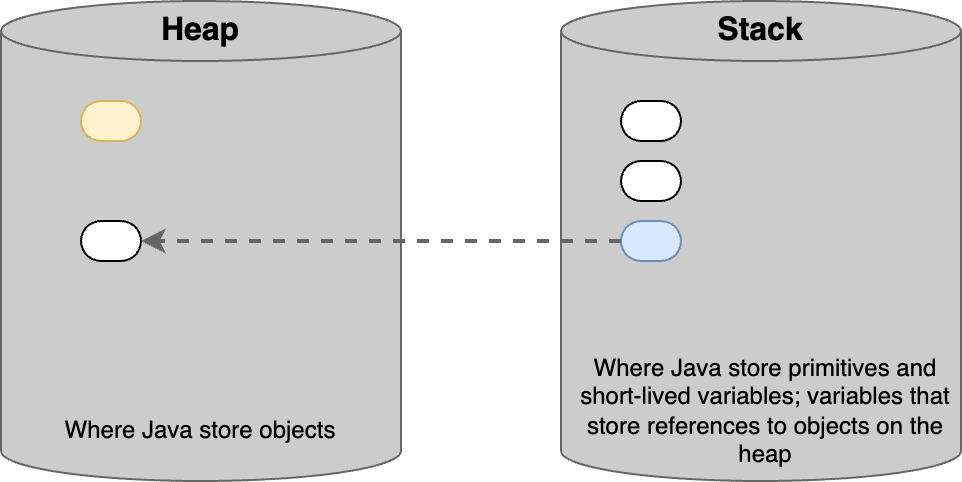 Heap
Stack
Where Java store objects
Where Java store primitives and
short-lived variables; variables that
store references to objects on the
heap